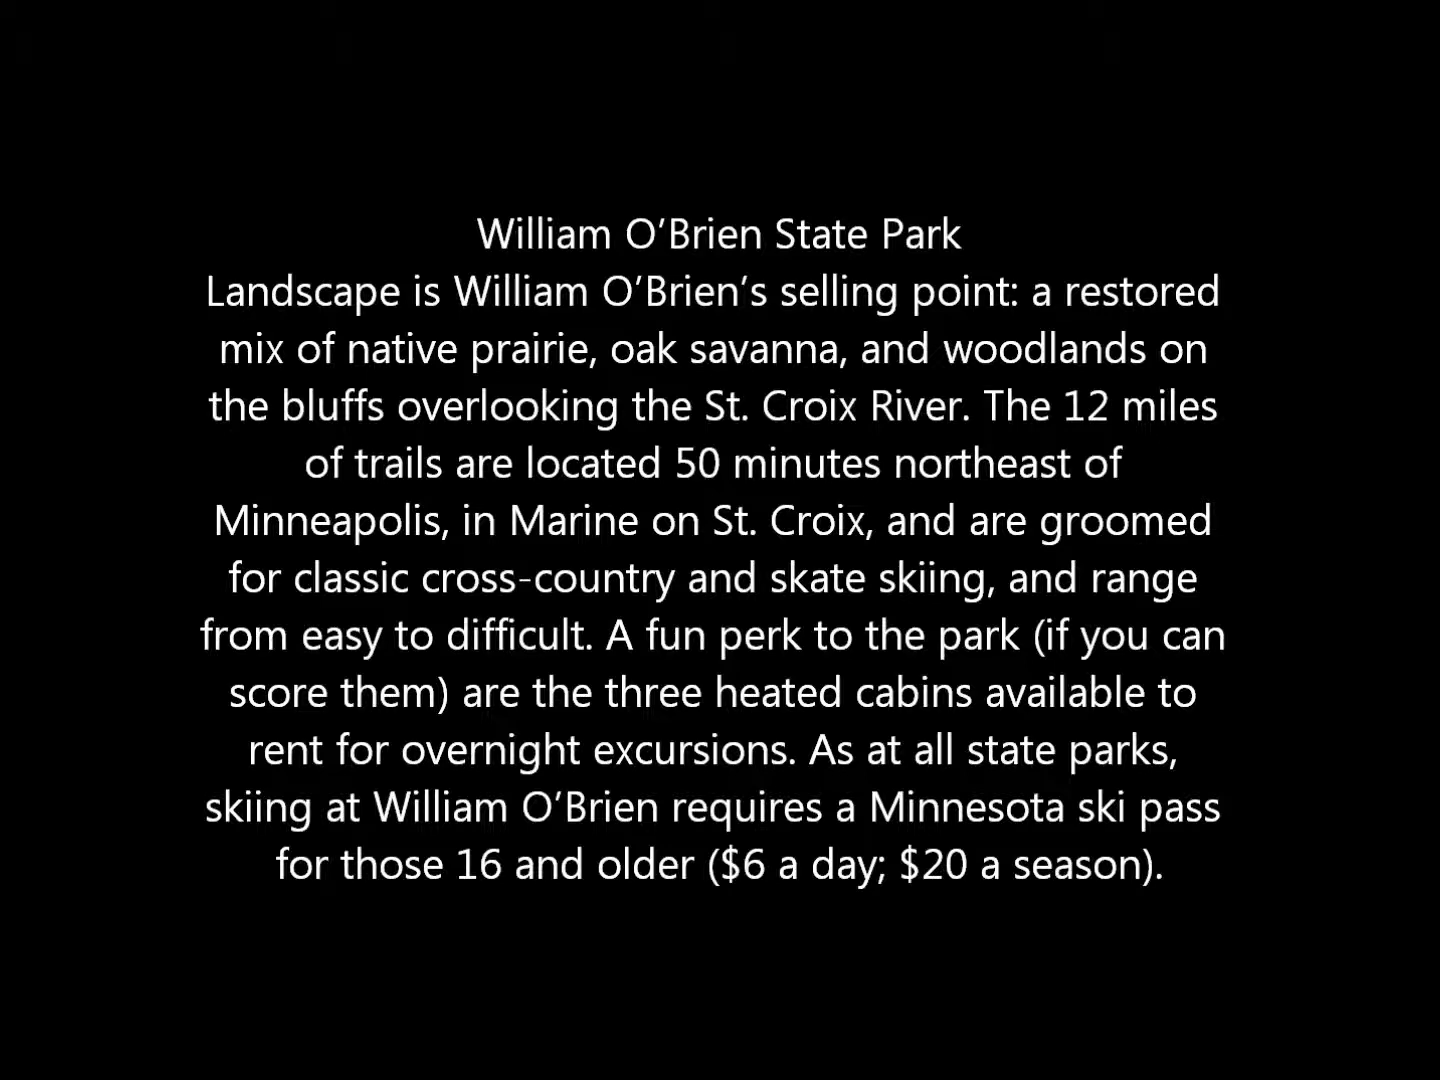 William O’Brien State Park
Landscape is William O’Brien’s selling point: a restored
mix of native prairie, oak savanna, and woodlands on
the bluffs overlooking the St. Croix River. The 12 miles
of trails are located 50 minutes northeast of
Minneapolis, in Marine on St. Croix, and are groomed
for classic cross-country and skate skiing, and range
from easy to difficult. A fun perk to the park (if you can
score them) are the three heated cabins available to
rent for overnight excursions. As at all state parks,
skiing at William O’Brien requires a Minnesota ski pass
for those 16 and older ($6 a day; $20 a season).